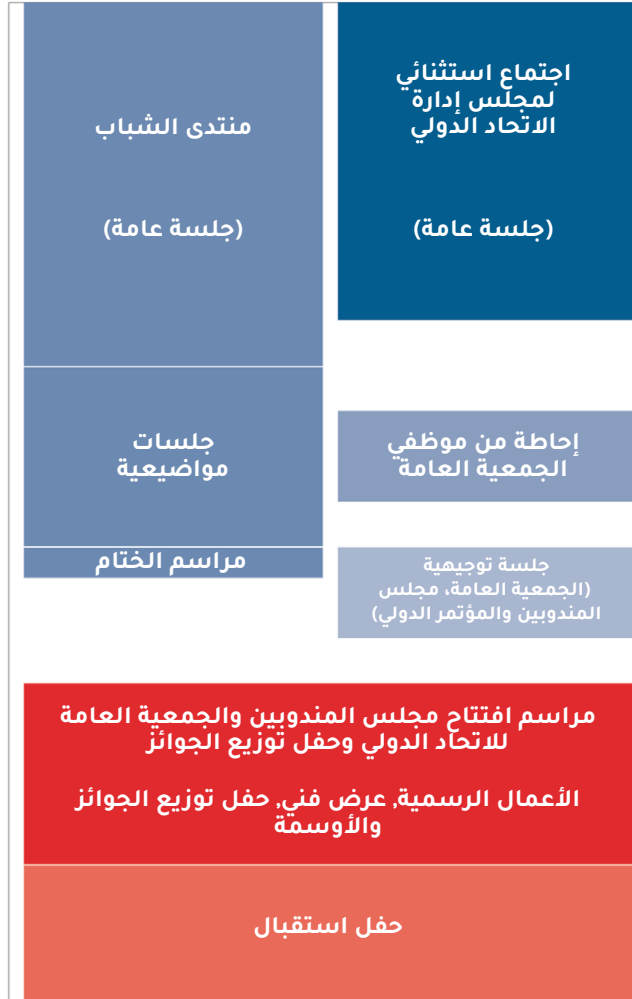 اجتماع استثنائي
لمجلس إدارة
الاتحاد الدولي
(جلسة عامة)
منتدى الشباب
(جلسة عامة)
إحاطة من موظفي
الجمعية العامة
جلسات
مواضيعية
جلسة توجيهية
(الجمعية العامة، مجلس
المندوبين والمؤتمر الدولي)
مراسم الختام
مراسم افتتاح مجلس المندوبين والجمعية العامة
للاتحاد الدولي وحفل توزيع الجوائز
الأعمال الرسمية, عرض فني, حفل توزيع الجوائز
والأوسمة
حفل استقبال